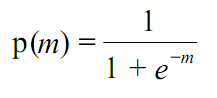 p(m) = 1 / (1 + e^{-m})